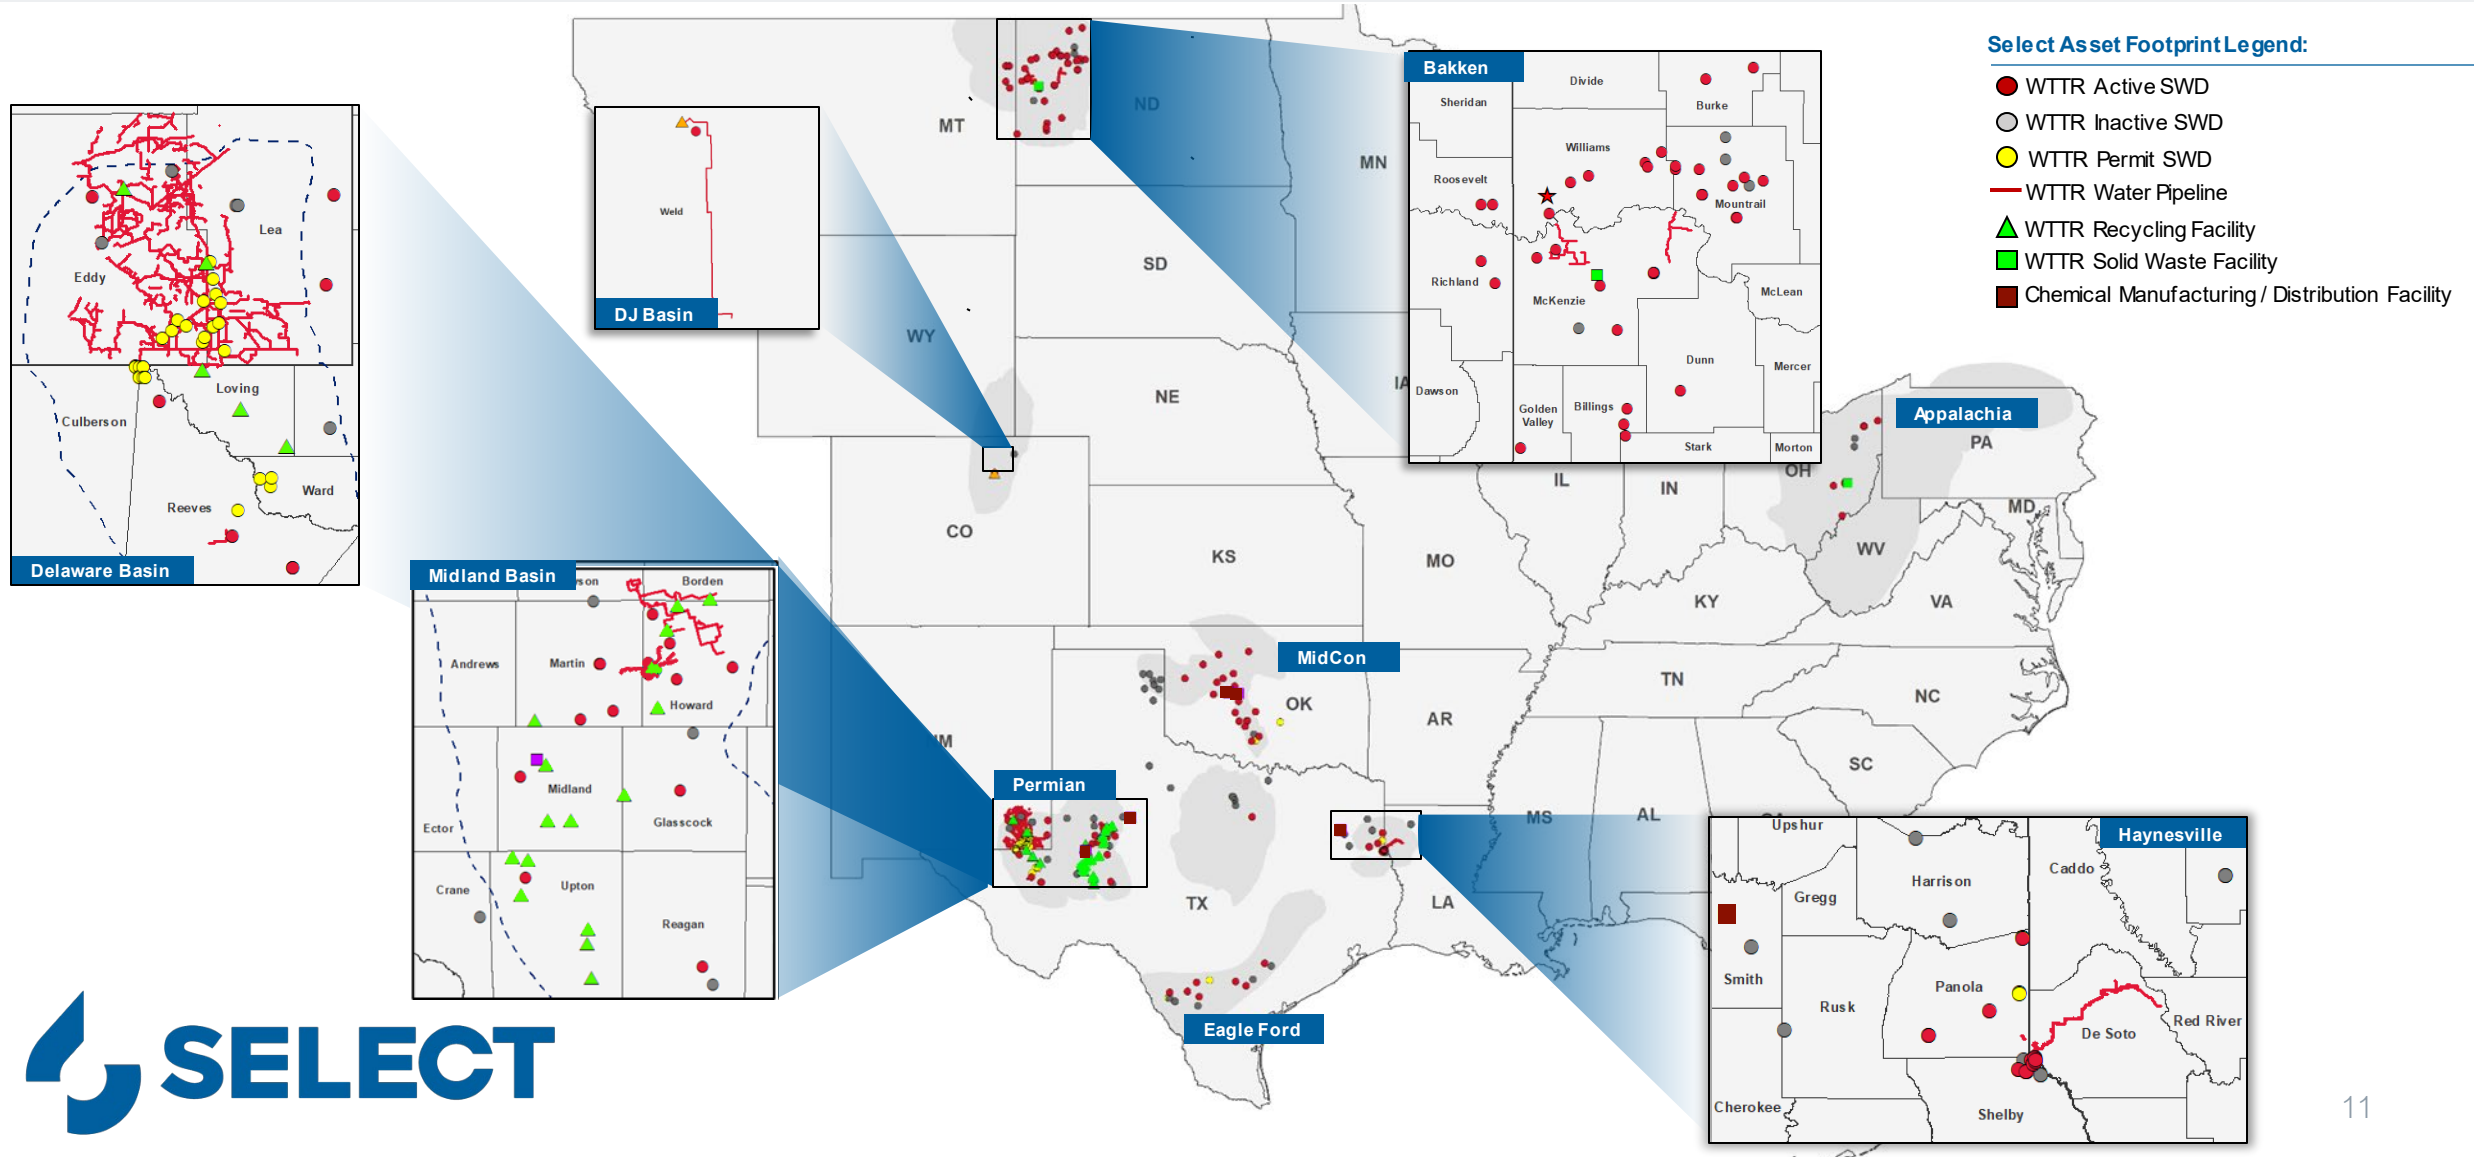 Select Asset Footprint Legend:
WTTR Active SWD
WTTR Inactive SWD
WTTR Permit SWD
WTTR Water Pipeline
WTTR Recycling Facility
WTTR Solid Waste Facility
Chemical Manufacturing / Distribution Facility
Lea
Eddy
Loving
Culberson
Ward
Reeves
Delaware Basin
Weld
DJ Basin
Bakken
Divide
Sheridan
Burke
Williams
Roosevelt
Mountrail
Richland
McKenzie
McLean
Dunn
Mercer
Dawson
Golden
Valley
Billings
Stark
Morton
MT
ND
MN
SD
WY
IA
NE
Appalachia
PA
OH
IL
IN
MD
CO
WV
KS
MO
KY
VA
Midland Basin
Borden
Andrews
Martin
Howard
Midland
Ector
Glasscock
Crane
Upton
Reagan
MidCon
TN
NC
OK
AR
SC
Permian
MS
AL
TX
LA
Eagle Ford
Haynesville
Upshur
Caddo
Harrison
Gregg
Smith
Panola
Rusk
De Soto
Red River
Cherokee
Shelby
SELECT
11